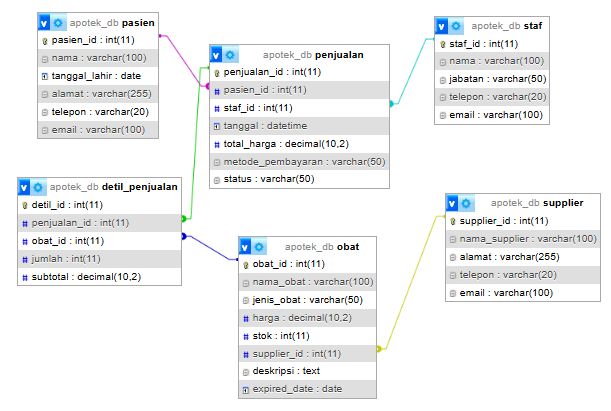 apotek_db pasien
pasien_id : int(11)
nama : varchar(100)
tanggal_lahir : date
alamat : varchar(255)
telepon : varchar(20)
email : varchar(100)
apotek_db penjualan
penjualan_id : int(11)
pasien_id : int(11)
staf_id : int(11)
tanggal : datetime
total_harga : decimal(10,2)
metode_pembayaran : varchar(50)
status : varchar(50)
apotek_db staf
staf_id : int(11)
nama : varchar(100)
jabatan : varchar(50)
telepon : varchar(20)
email : varchar(100)
apotek_db detil_penjualan
detil_id : int(11)
penjualan_id : int(11)
obat_id : int(11)
jumlah : int(11)
subtotal : decimal(10,2)
apotek_db obat
obat_id : int(11)
nama_obat : varchar(100)
jenis_obat : varchar(50)
harga : decimal(10,2)
stok : int(11)
supplier_id : int(11)
deskripsi : text
expired_date : date
apotek_db supplier
supplier_id : int(11)
nama_supplier : varchar(100)
alamat : varchar(255)
telepon : varchar(20)
email : varchar(100)